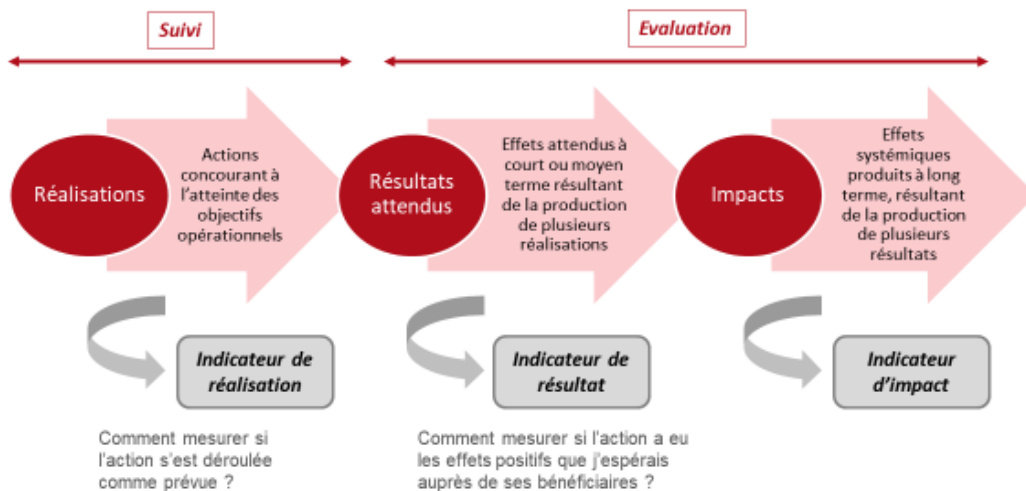 Suivi
Evaluation
Réalisations
Actions
concourant à
l'atteinte des
objectifs
opérationnels
Résultats
attendus
Effets attendus à
court ou moyen
terme résultant
de la production
de plusieurs
réalisations
Impacts
Effets
systémiques
produits à long
terme, résultant
de la production
de plusieurs
résultats
Indicateur de
réalisation
Indicateur de
résultat
Indicateur
d'impact
Comment mesurer si
l'action s'est déroulée
comme prévue ?
Comment mesurer si l'action a eu
les effets positifs que j'espérais
auprès de ses bénéficiaires ?